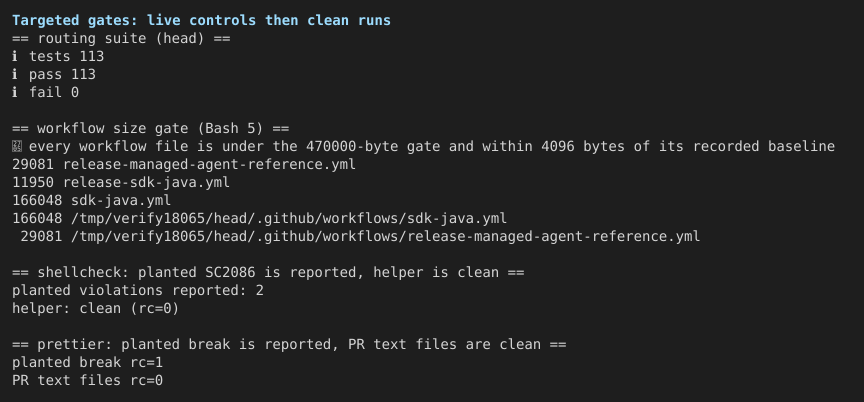 Targeted gates: live controls then clean runs
== routing suite (head) ==
ℹ tests 113
ℹ pass 113
ℹ fail 0
== workflow size gate (Bash 5) ==
every workflow file is under the 470000-byte gate and within 4096 bytes of its recorded baseline
29081 release-managed-agent-reference.yml
11950 release-sdk-java.yml
166048 sdk-java.yml
166048 /tmp/verify18065/head/.github/workflows/sdk-java.yml
29081 /tmp/verify18065/head/.github/workflows/release-managed-agent-reference.yml
== shellcheck: planted SC2086 is reported, helper is clean ==
planted violations reported: 2
helper: clean (rc=0)
== prettier: planted break is reported, PR text files are clean ==
planted break rc=1
PR text files rc=0